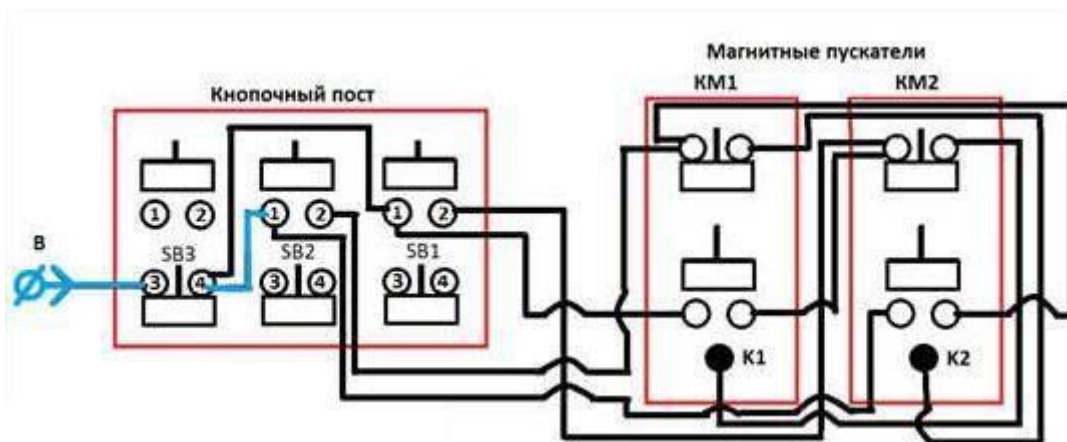 Магнитные пускатели
КМ1 КМ2
Кнопочный пост
1 2 1 2 1 2
В
SB3 SB2 SB1
3 4 3 4 3 4
К1 К2